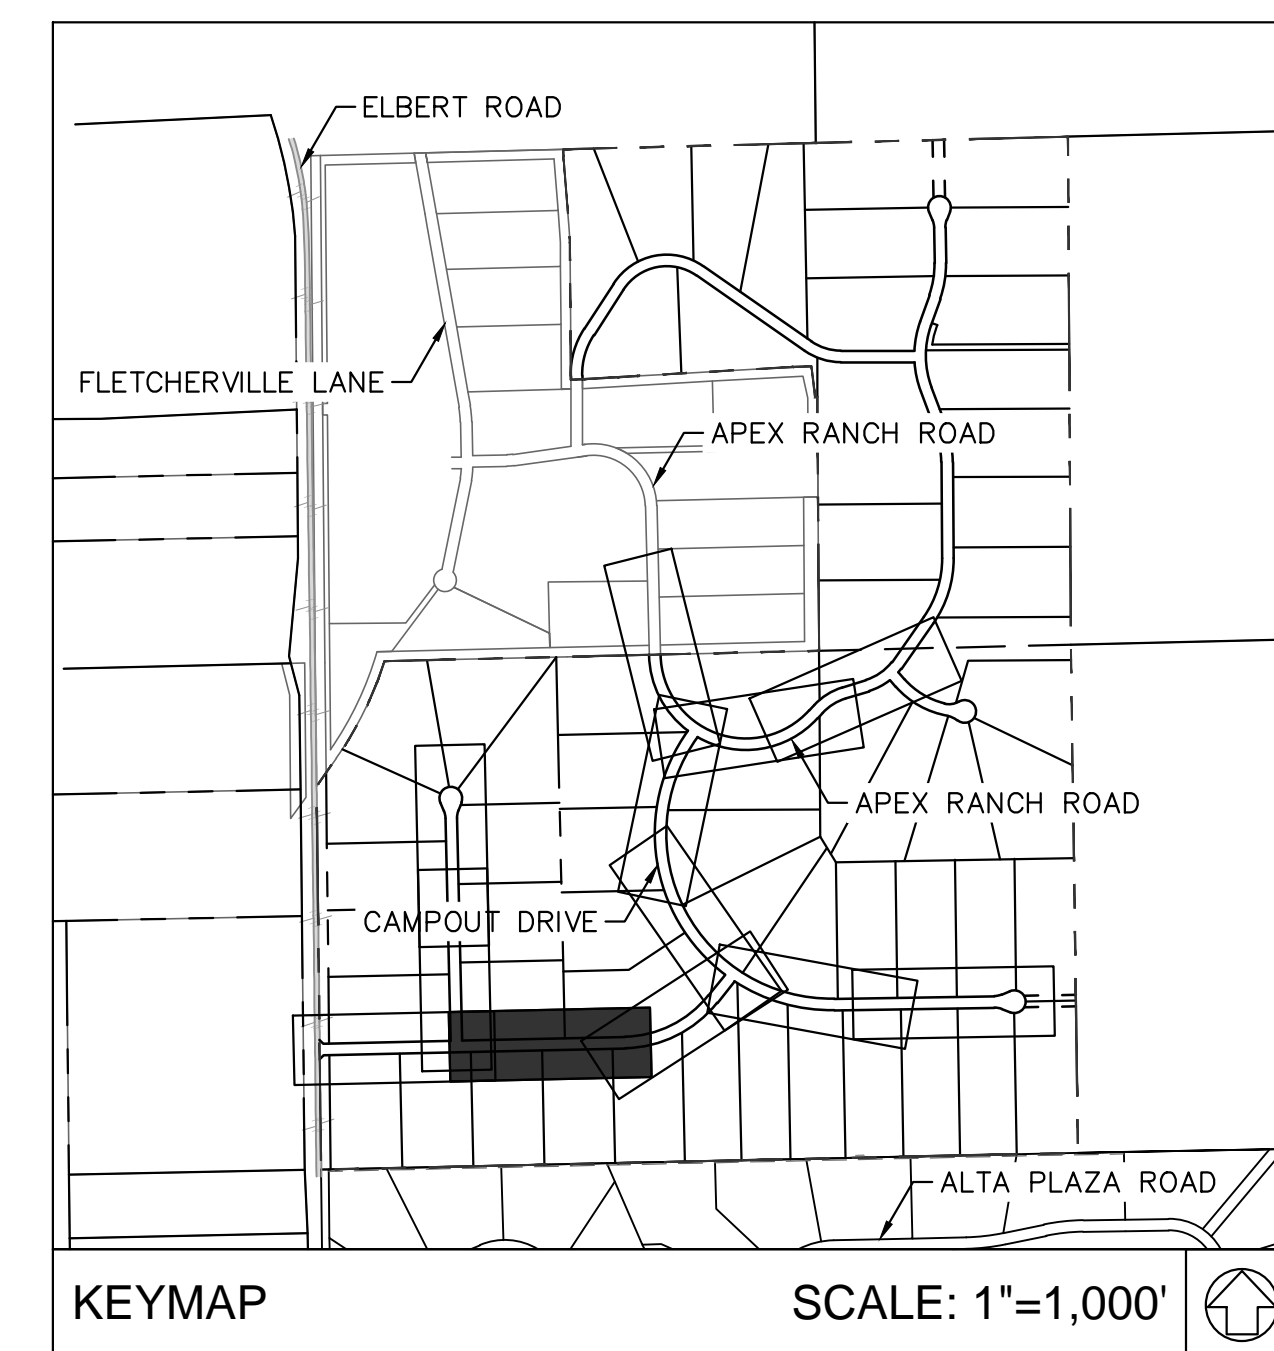 ELBERT ROAD
FLETCHERVILLE LANE
APEX RANCH ROAD
APEX RANCH ROAD
CAMPOUT DRIVE
ALTA PLAZA ROAD
KEYMAP
SCALE: 1"=1,000'